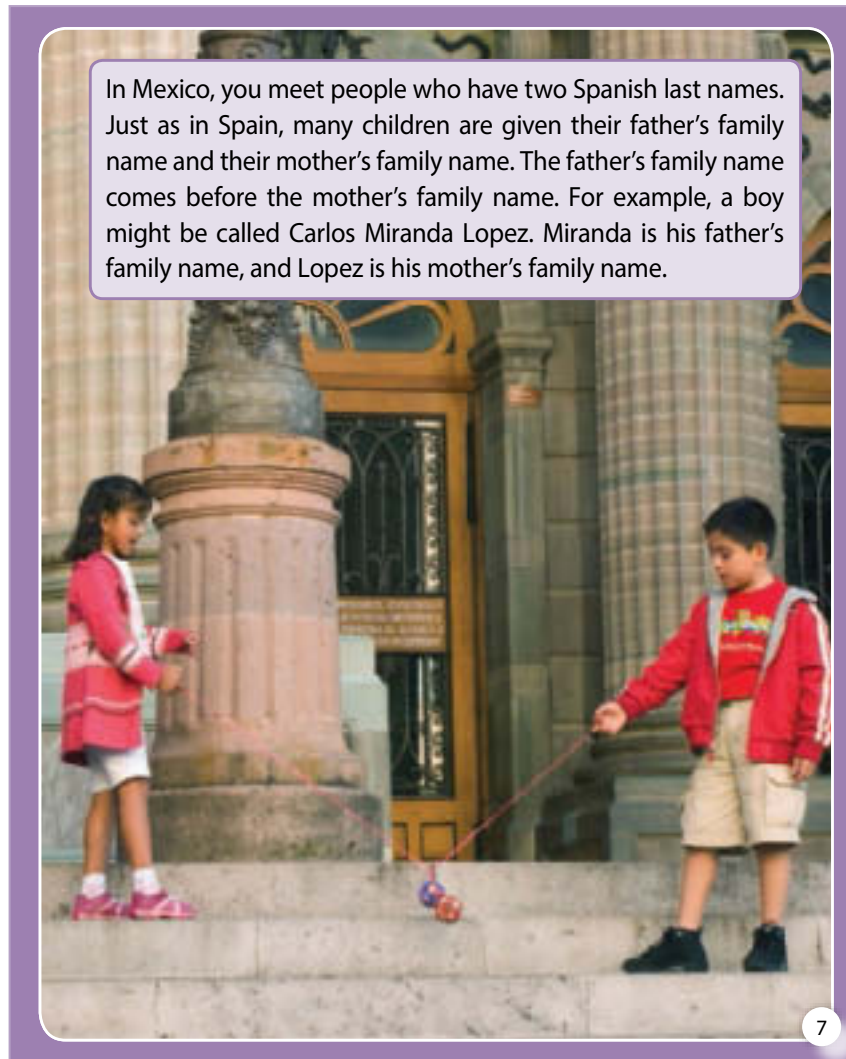 In Mexico, you meet people who have two Spanish last names.
Just as in Spain, many children are given their father's family
name and their mother's family name. The father's family name
comes before the mother's family name. For example, a boy
might be called Carlos Miranda Lopez. Miranda is his father's
family name, and Lopez is his mother's family name.
7